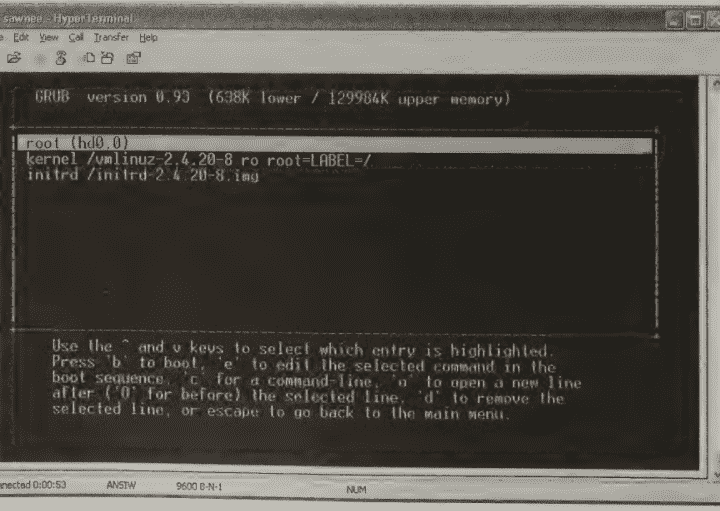 sawnee - HyperTerminal
Edit View Call Transfer Help
GRUB version 0.93 (638K lower / 129984K upper memory)
root (hd0,0)
kernel /vmlinuz-2.4.20-8 ro root=LABEL=/
initrd /initrd-2.4.20-8.img
Use the ^ and v keys to select which entry is highlighted.
Press 'b' to boot, 'e' to edit the selected command in the
boot sequence, 'c' for a command-line, 'o' to open a new line
after ('O' for before) the selected line, 'd' to remove the
selected line, or escape to go back to the main menu.
nnected 0:00:53 ANSIW 9600 8-N-1 NUM